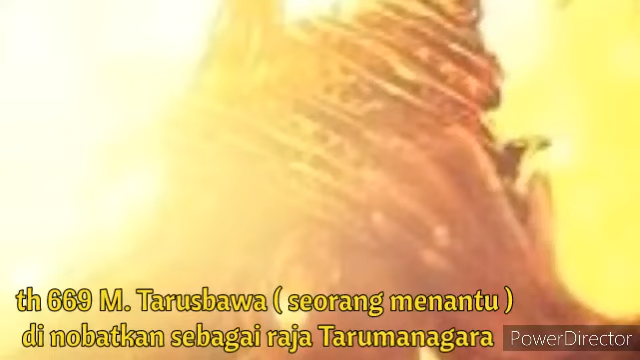 th 669 M. Tarusbawa ( seorang menantu )
di nobatkan sebagai raja Tarumanagara
PowerDirector